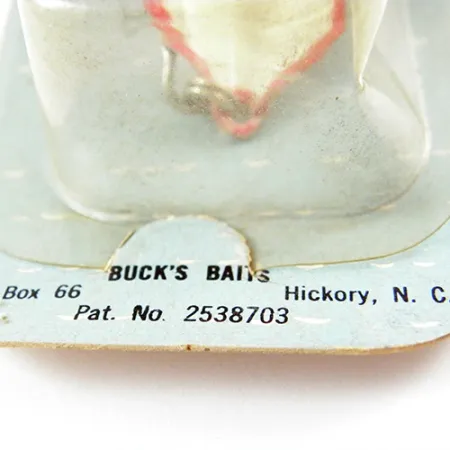 BUCK'S BAITS
Box 66 Hickory, N. C.
Pat. No. 2538703